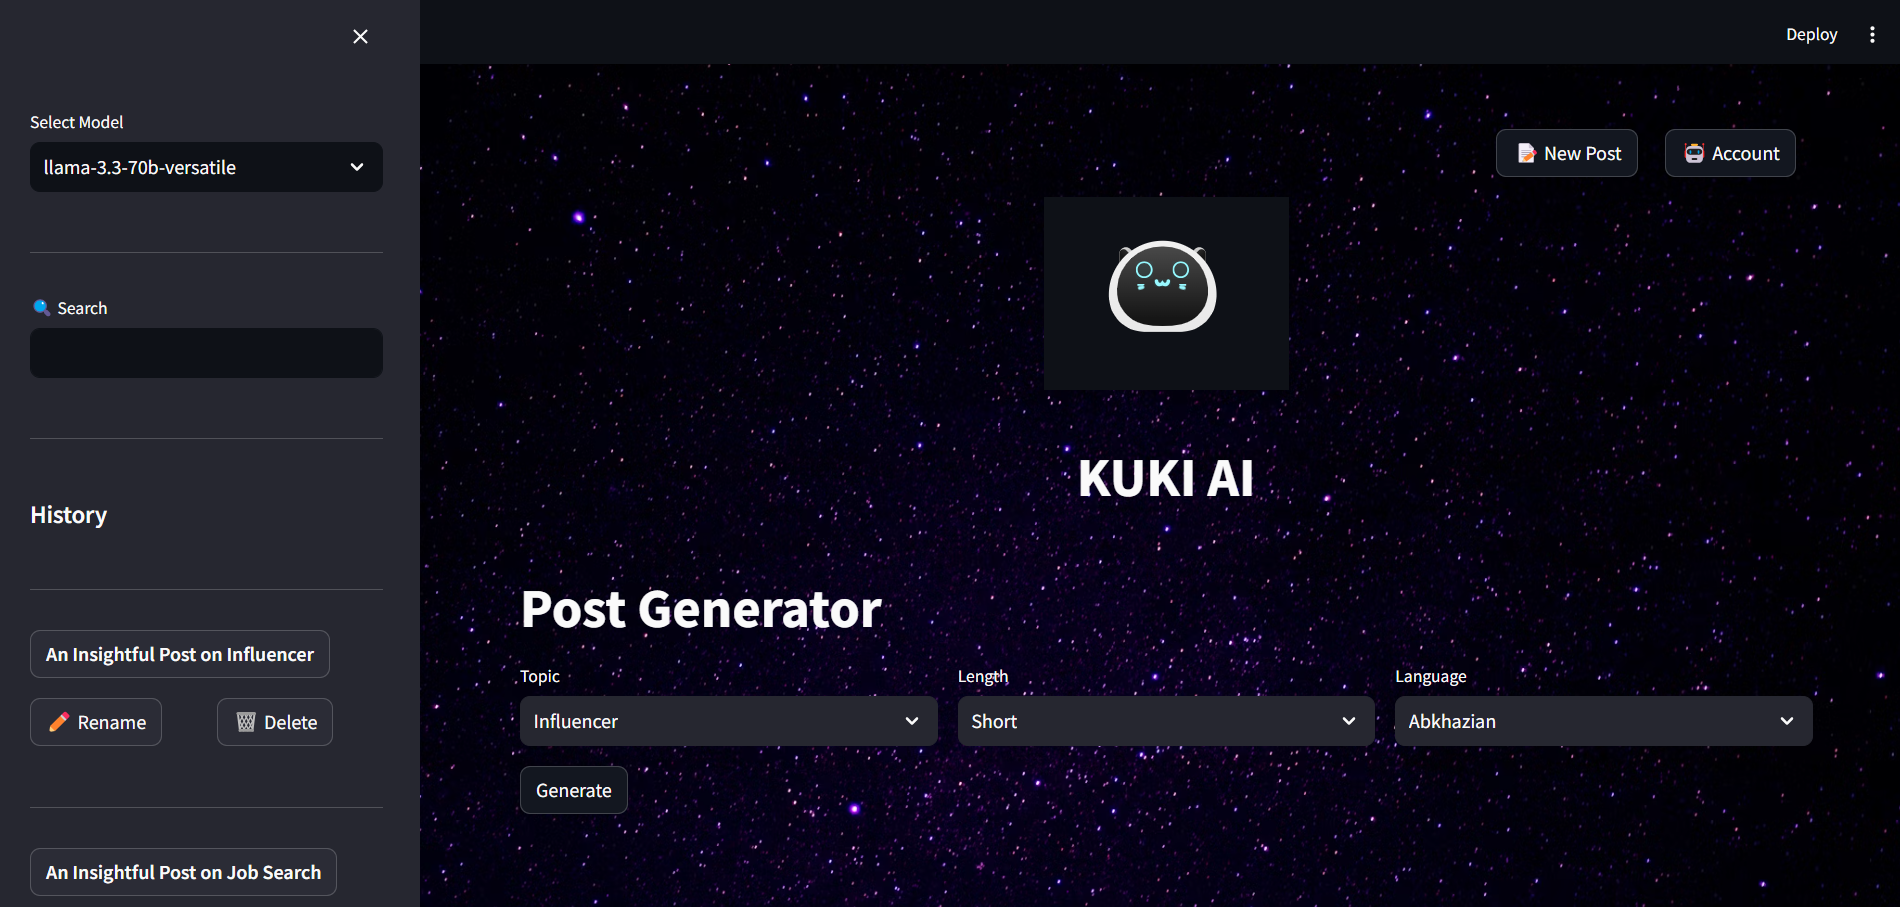 Deploy
Select Model
llama-3.3-70b-versatile
Search
History
An Insightful Post on Influencer
Rename
Delete
An Insightful Post on Job Search
New Post
Account
KUKI AI
Post Generator
Topic
Length
Language
Influencer
Short
Abkhazian
Generate